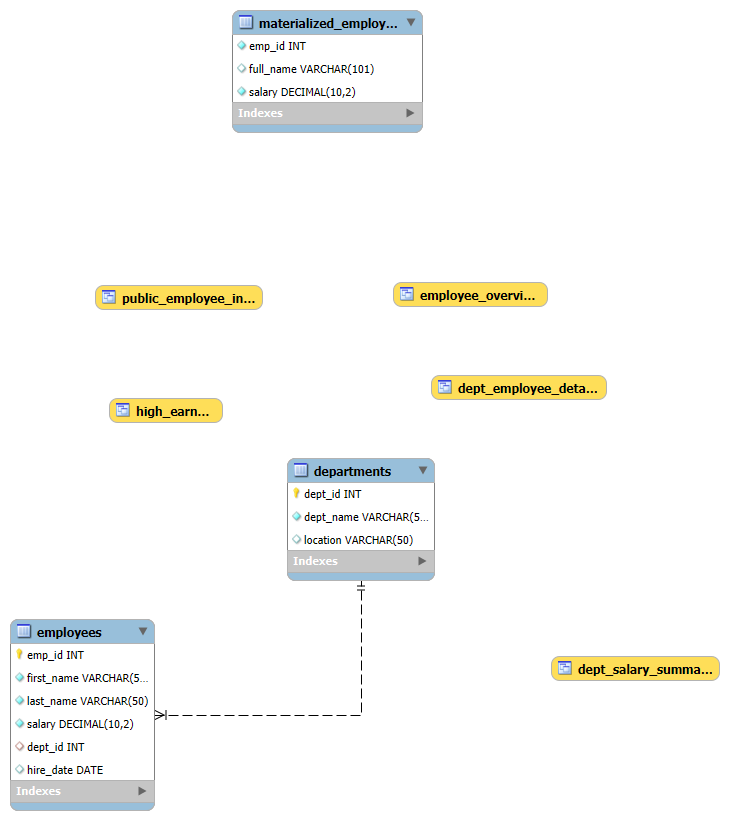 materialized_employ...
emp_id INT
full_name VARCHAR(101)
salary DECIMAL(10,2)
Indexes
public_employee_in...
employee_overvi...
dept_employee_deta...
high_earn...
departments
dept_id INT
dept_name VARCHAR(5...
location VARCHAR(50)
Indexes
employees
emp_id INT
first_name VARCHAR(5...
last_name VARCHAR(50)
salary DECIMAL(10,2)
dept_id INT
hire_date DATE
Indexes
dept_salary_summa...